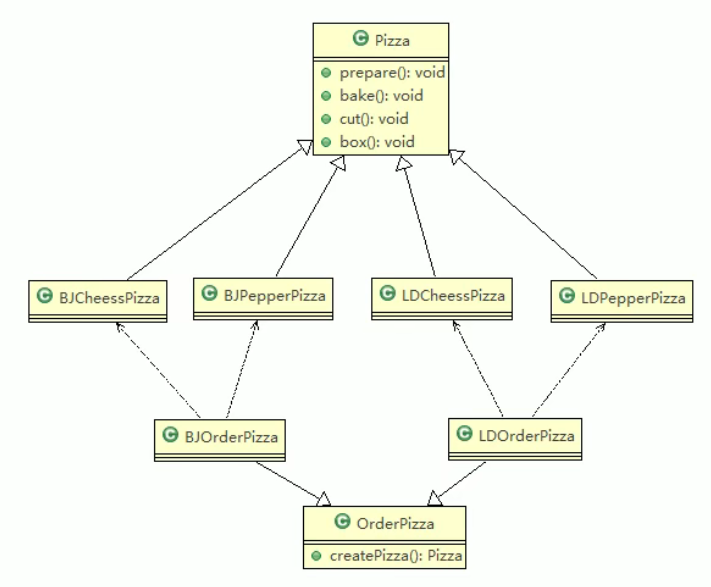 Pizza
prepare(): void
bake(): void
cut(): void
box(): void
BJCheessPizza
BJPepperPizza
LDCheessPizza
LDPepperPizza
BJOrderPizza
LDOrderPizza
OrderPizza
createPizza(): Pizza